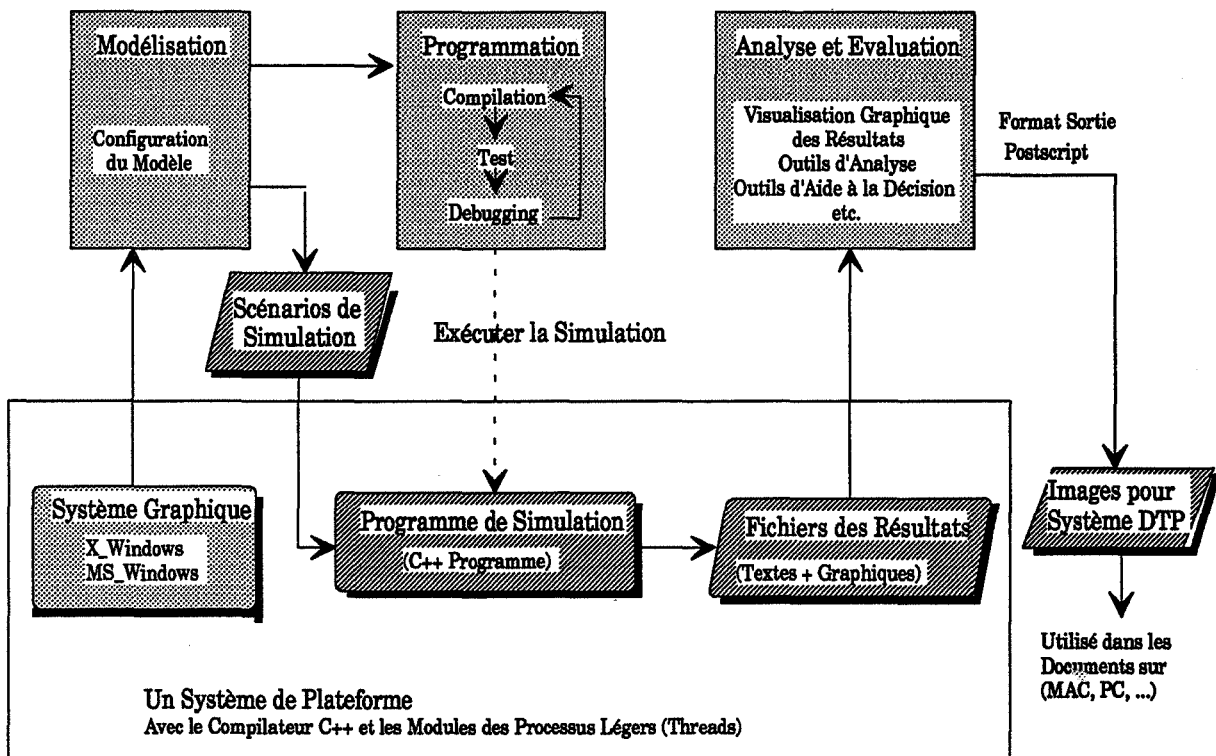 Modélisation
Configuration
du Modèle
Programmation
Compilation
Test
Debugging
Analyse et Evaluation
Visualisation Graphique
des Résultats
Outils d'Analyse
Outils d'Aide à la Décision
etc.
Format Sortie
Postscript
Scénarios de
Simulation
Exécuter la Simulation
Système Graphique
X_Windows
MS_Windows
Programme de Simulation
(C++ Programme)
Fichiers des Résultats
(Textes + Graphiques)
Images pour
Système DTP
Utilisé dans les
Documents sur
(MAC, PC, ...)
Un Système de Plateforme
Avec le Compilateur C++ et les Modules des Processus Légers (Threads)